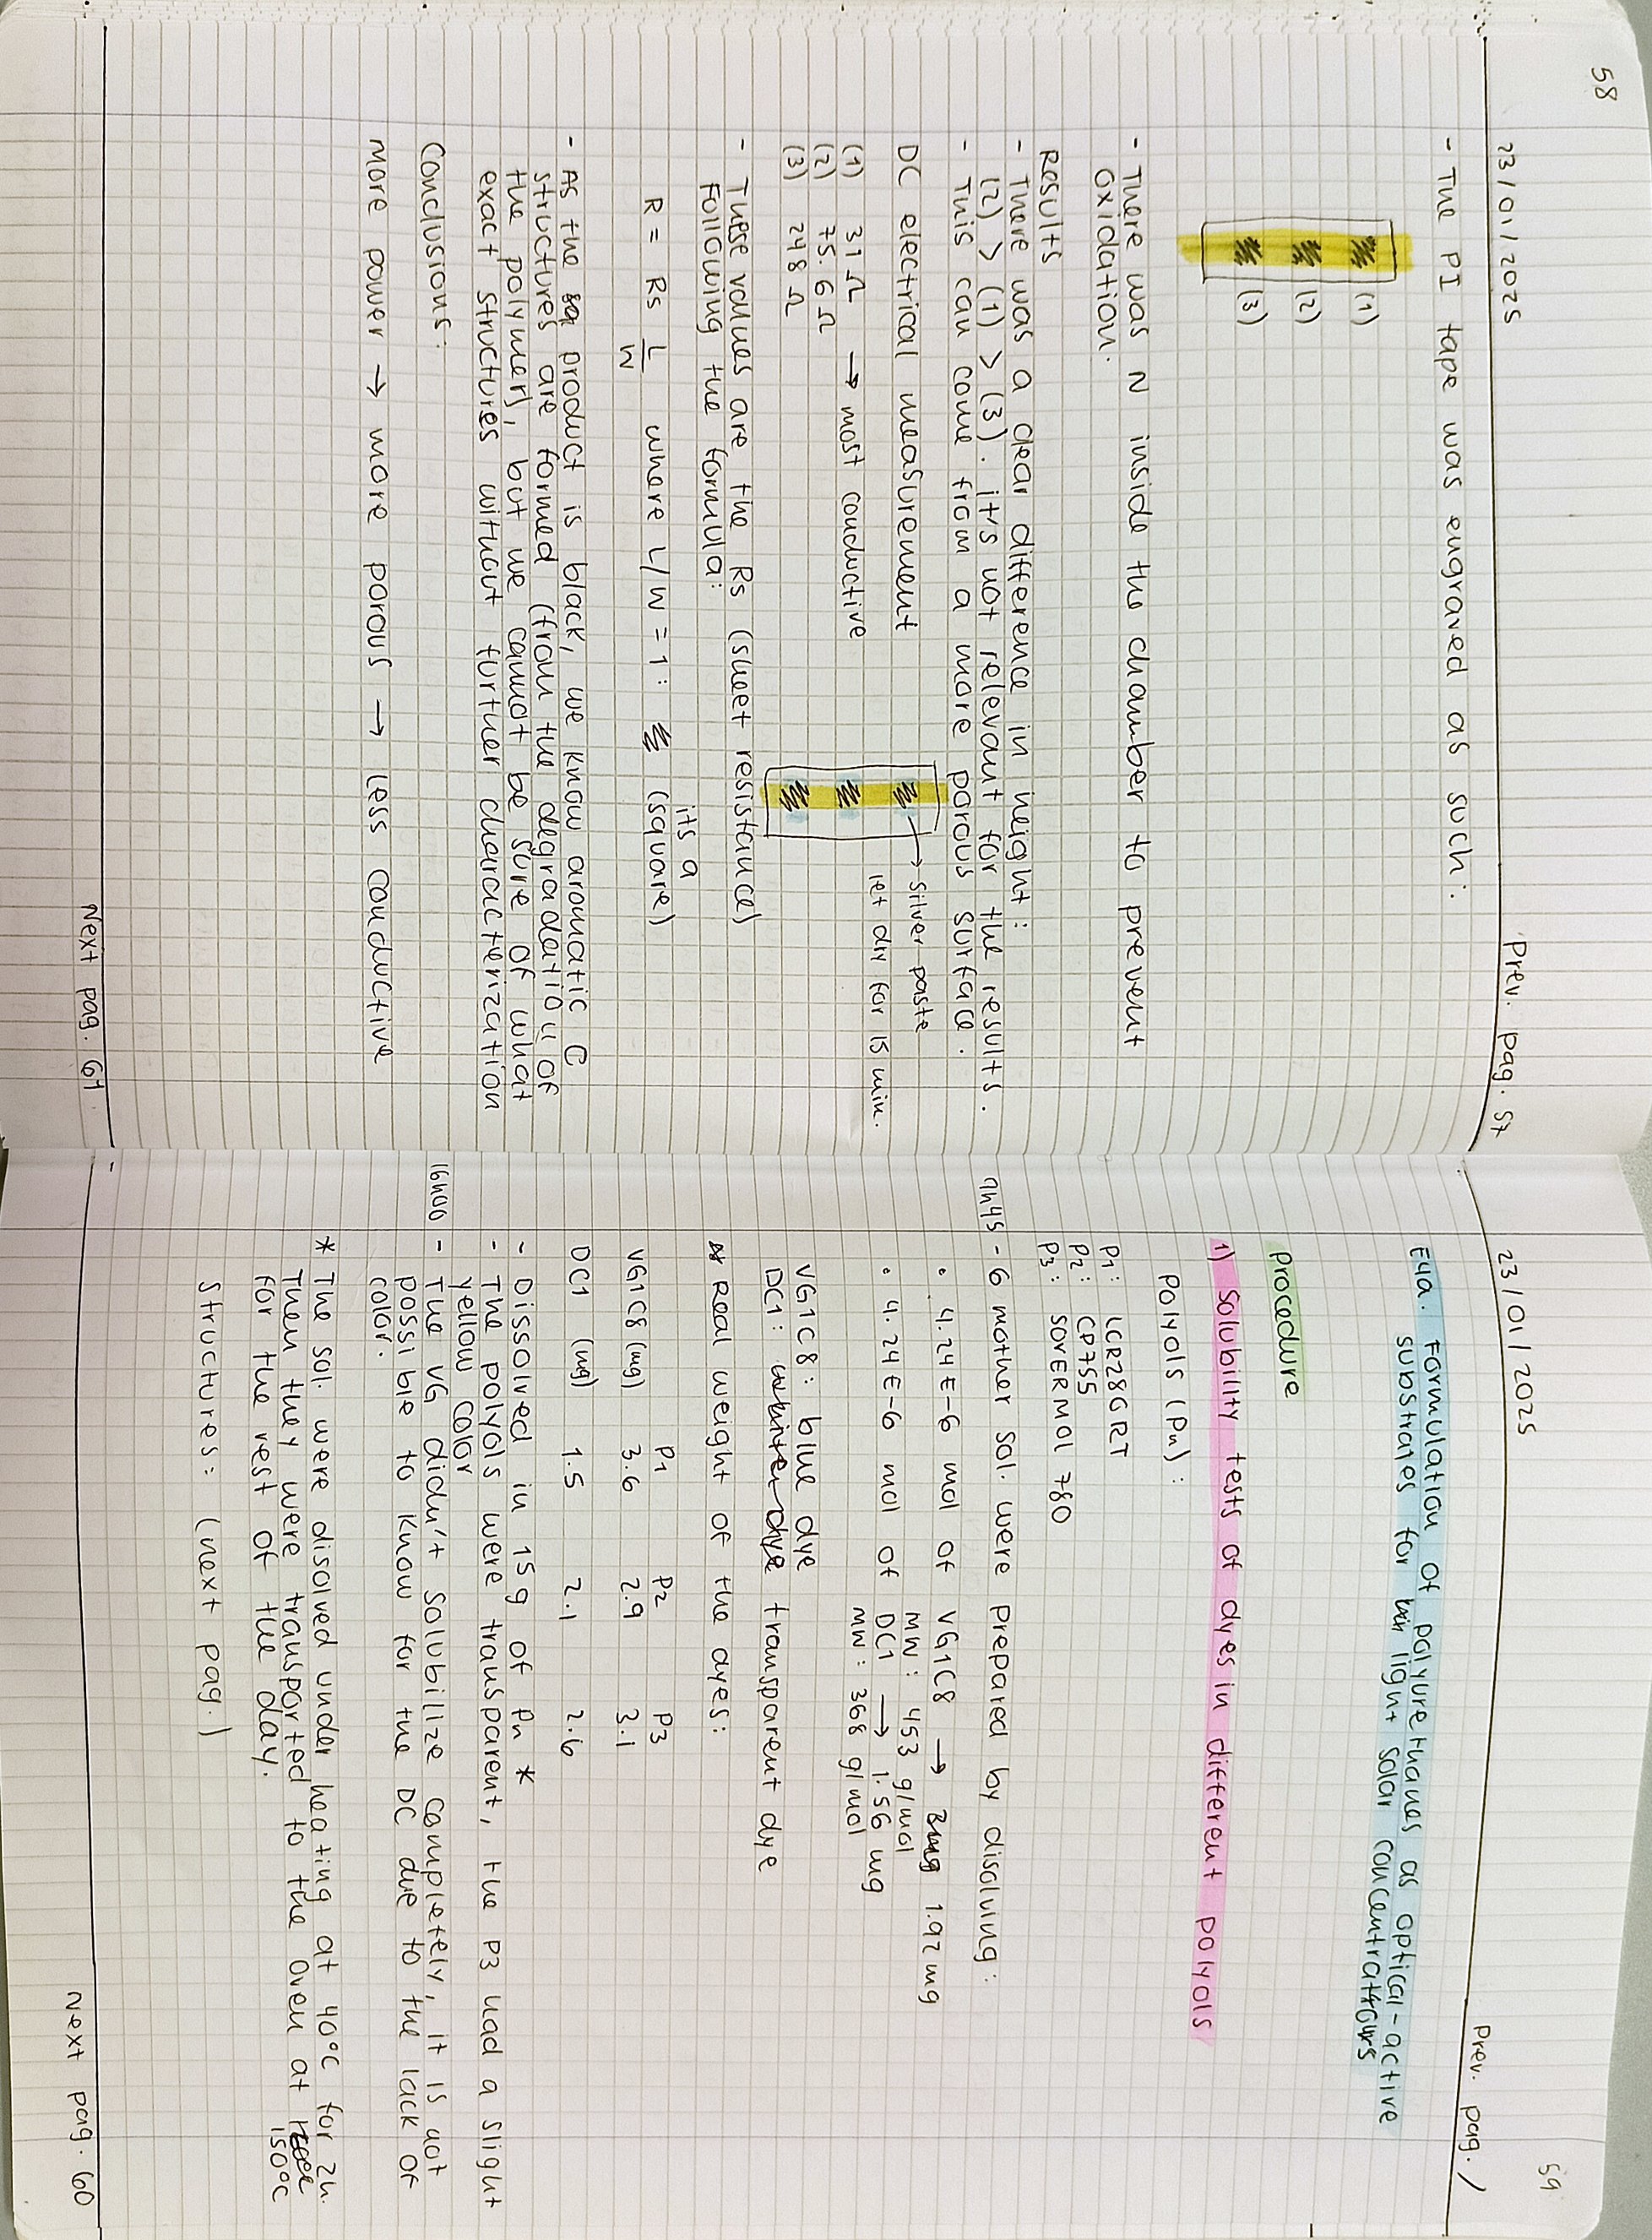 58
23/01/2025
Prev. pag. 57
- The PI tape was engraved as such:
(1)
(2)
(3)
- There was N inside the chamber to prevent
oxidation.
Results
- There was a clear difference in height:
(2) > (1) > (3). it's not relevant for the results.
- This can come from a more porous surface.
DC electrical measurement
(1) 31 Ω → most conductive
(2) 75.6 Ω
(3) 248 Ω
→ silver paste
let dry for 15 min.
- These values are the Rs (sheet resistance)
Following the formula:
R = Rs L/W where L/W = 1: its a (square)
- As the product is black, we know aromatic C
structures are formed (from the degradation of
the polymer), but we cannot be sure of what
exact structures without further characterization
Conclusions:
More power → more porous → less conductive
Next pag. 61
59
23/01/2025
Prev. pag. /
E4a. Formulation of polyurethanes as optical-active
substrates for light solar concentrators
Procedure
1) Solubility tests of dyes in different polyols
Polyols (Pn):
P1: LCR28GRT
P2: CP755
P3: SOVERMOL 780
9h45 - 6 mother sol. were prepared by disolving:
• 4.24E-6 mol of VG1C8 → 1.92 mg
MW: 453 g/mol
• 4.24E-6 mol of DC1 → 1.56 mg
MW: 368 g/mol
VG1C8: blue dye
DC1: transparent dye
Real weight of the dyes:
P1 P2 P3
VG1C8 (mg) 3.6 2.9 3.1
DC1 (mg) 1.5 2.1 2.6
- Dissolved in 15 g of Pn *
- The polyols were transparent, the P3 had a slight
yellow color
16h00 - The VG didn't solubilize completely, it is not
possible to know for the DC due to the lack of
color.
* The sol. were disolved under heating at 40°C for 2h.
Then they were transported to the oven at 150°C
for the rest of the day.
Structures: (next pag.)
Next pag. 60